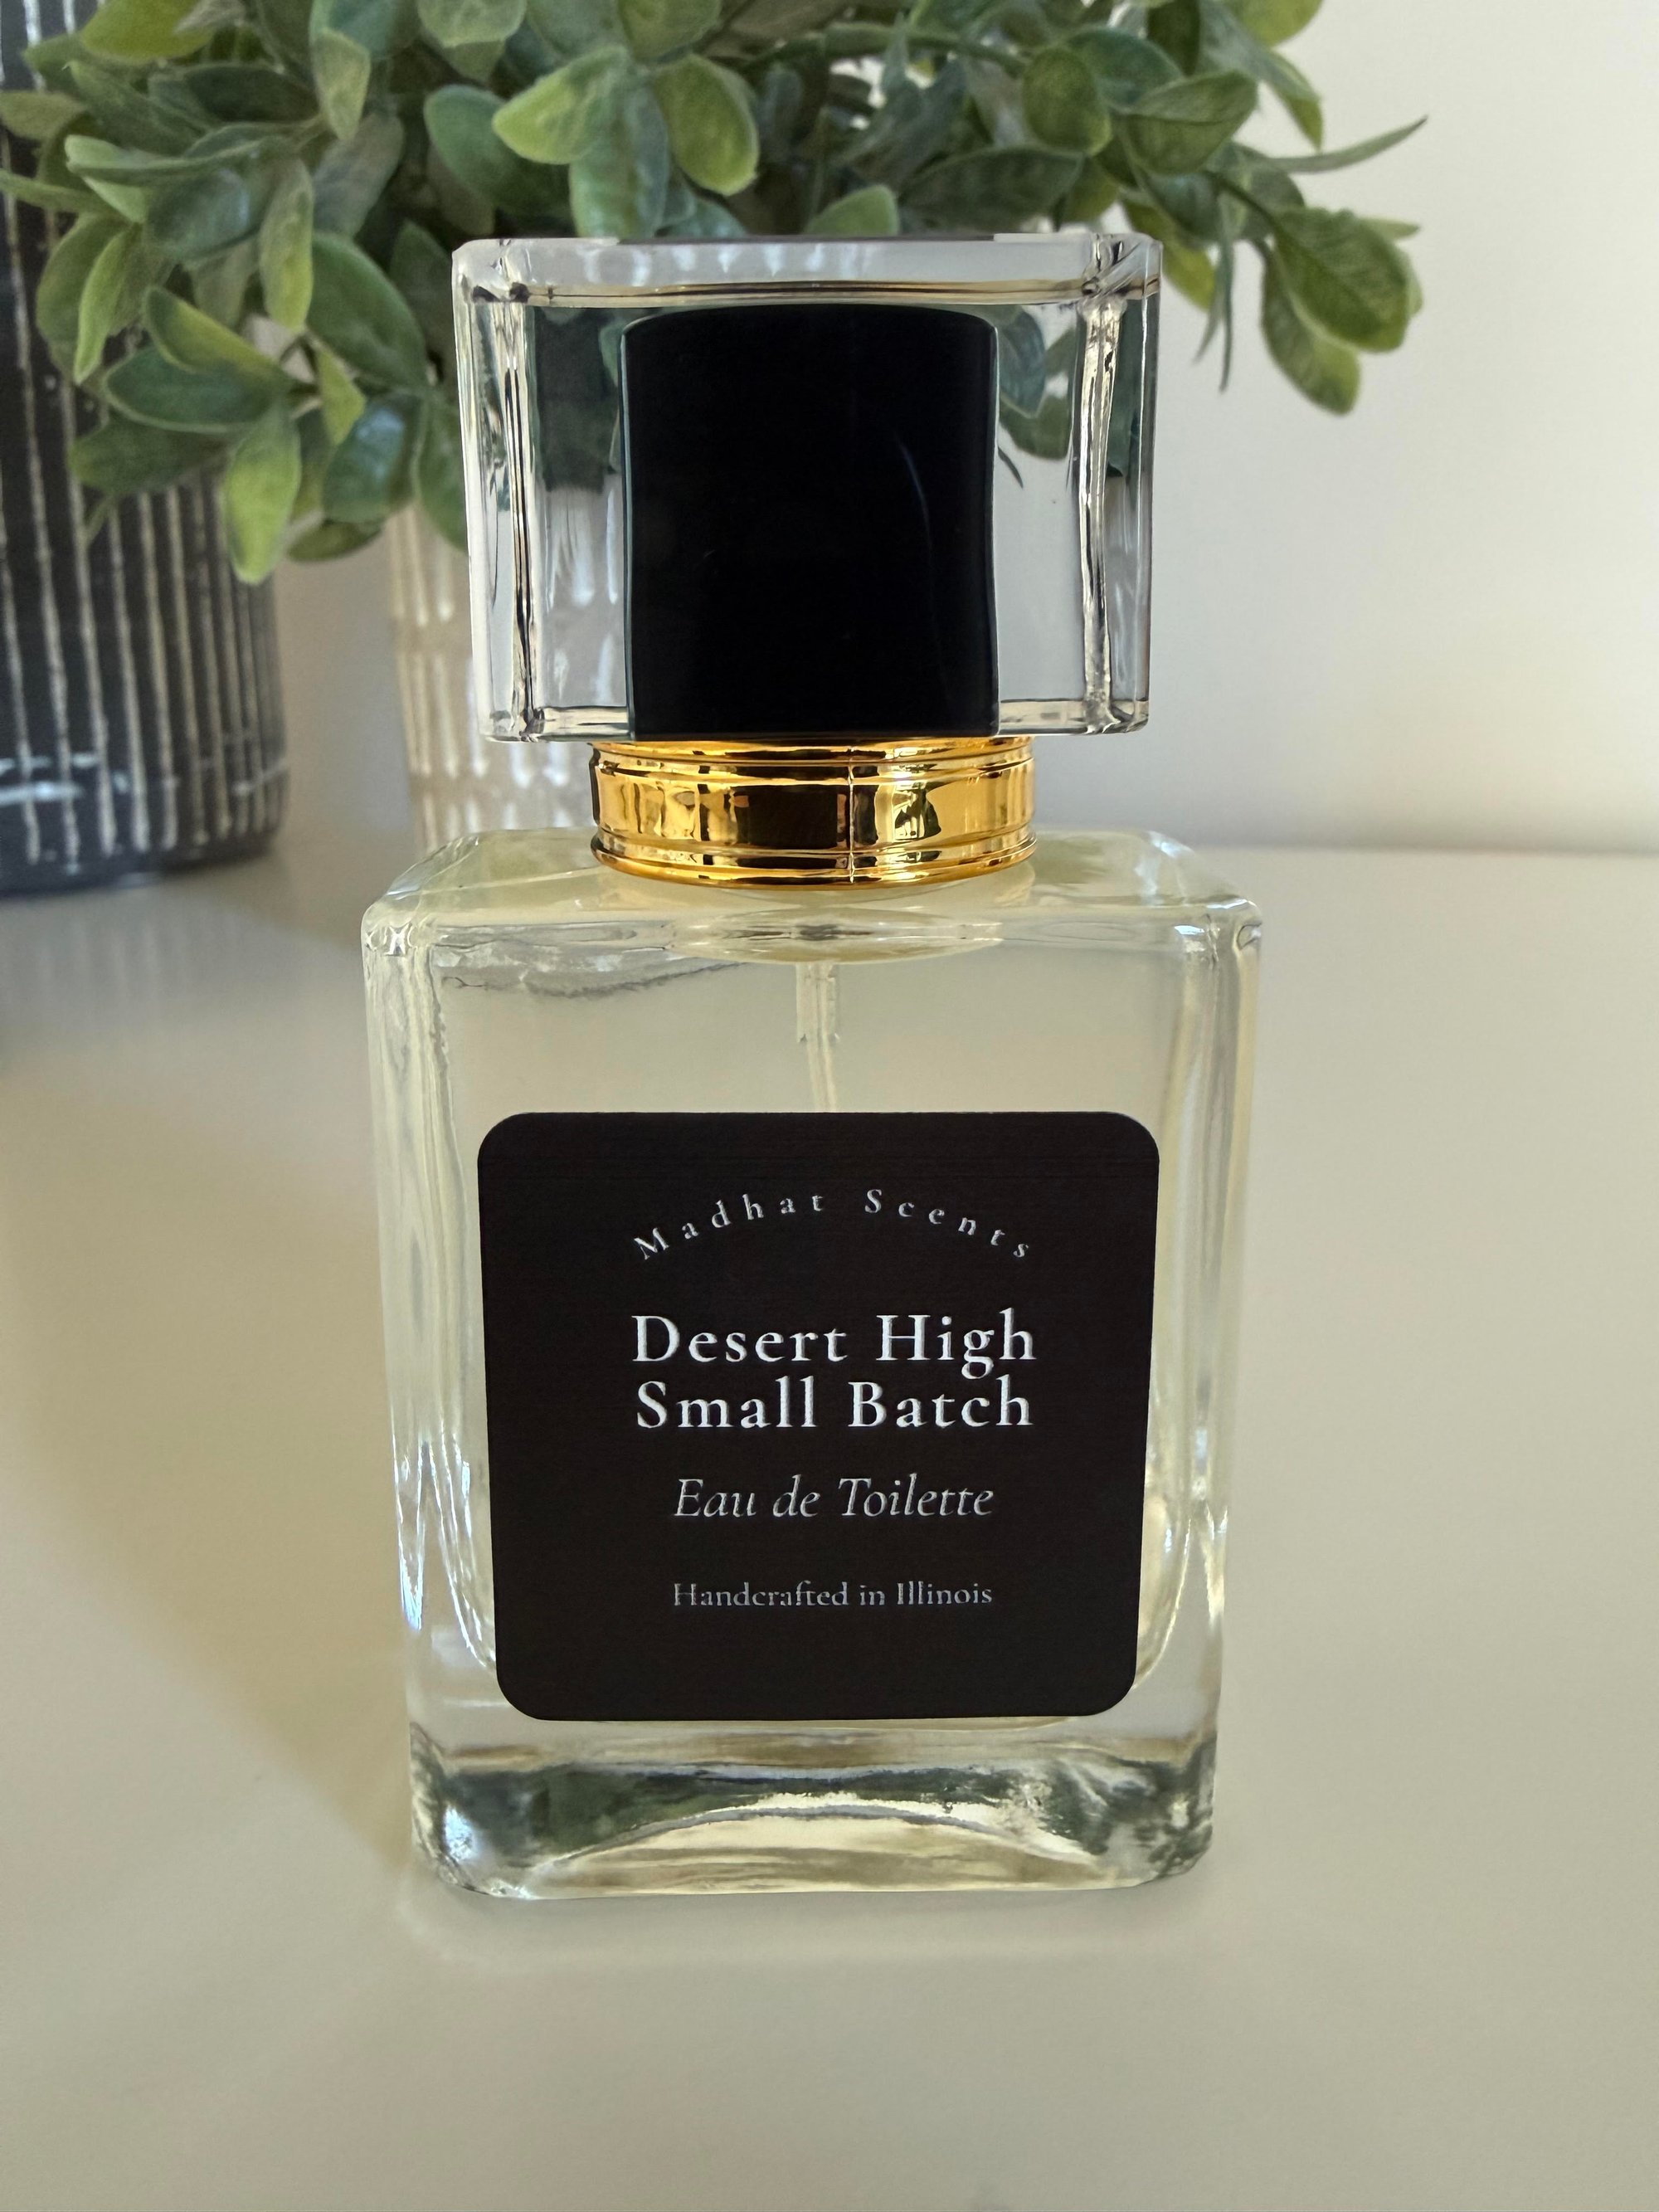 Madhat Scents
Desert High
Small Batch
Eau de Toilette
Handcrafted in Illinois